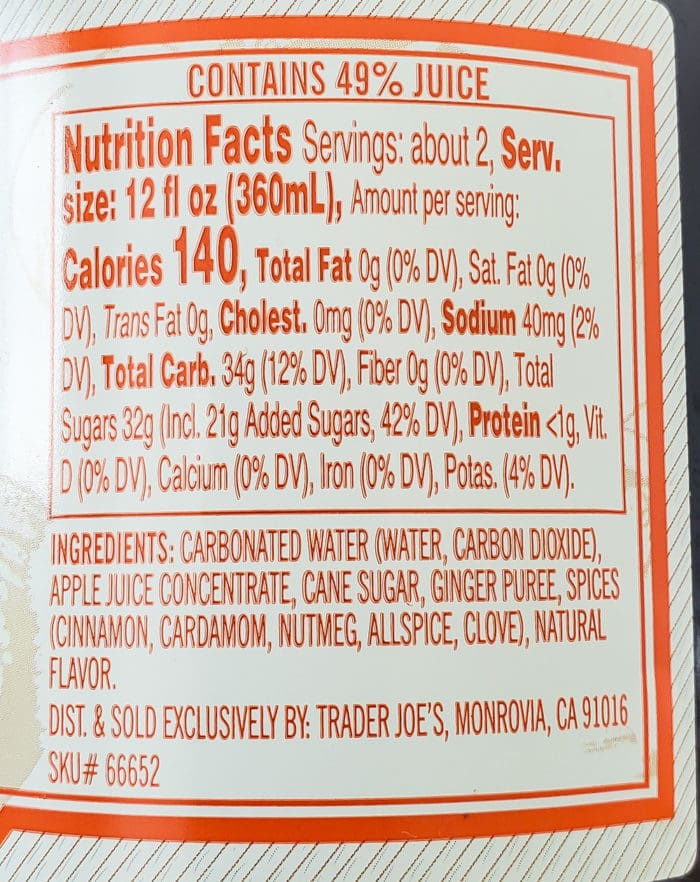 CONTAINS 49% JUICE
Nutrition Facts Servings: about 2, Serv.
size: 12 fl oz (360mL), Amount per serving:
Calories 140, Total Fat 0g (0% DV), Sat. Fat 0g (0%
DV), Trans Fat 0g, Cholest. 0mg (0% DV), Sodium 40mg (2%
DV), Total Carb. 34g (12% DV), Fiber 0g (0% DV), Total
Sugars 32g (Incl. 21g Added Sugars, 42% DV), Protein <1g, Vit.
D (0% DV), Calcium (0% DV), Iron (0% DV), Potas. (4% DV).
INGREDIENTS: CARBONATED WATER (WATER, CARBON DIOXIDE),
APPLE JUICE CONCENTRATE, CANE SUGAR, GINGER PUREE, SPICES
(CINNAMON, CARDAMOM, NUTMEG, ALLSPICE, CLOVE), NATURAL
FLAVOR.
DIST. & SOLD EXCLUSIVELY BY: TRADER JOE'S, MONROVIA, CA 91016
SKU# 66652